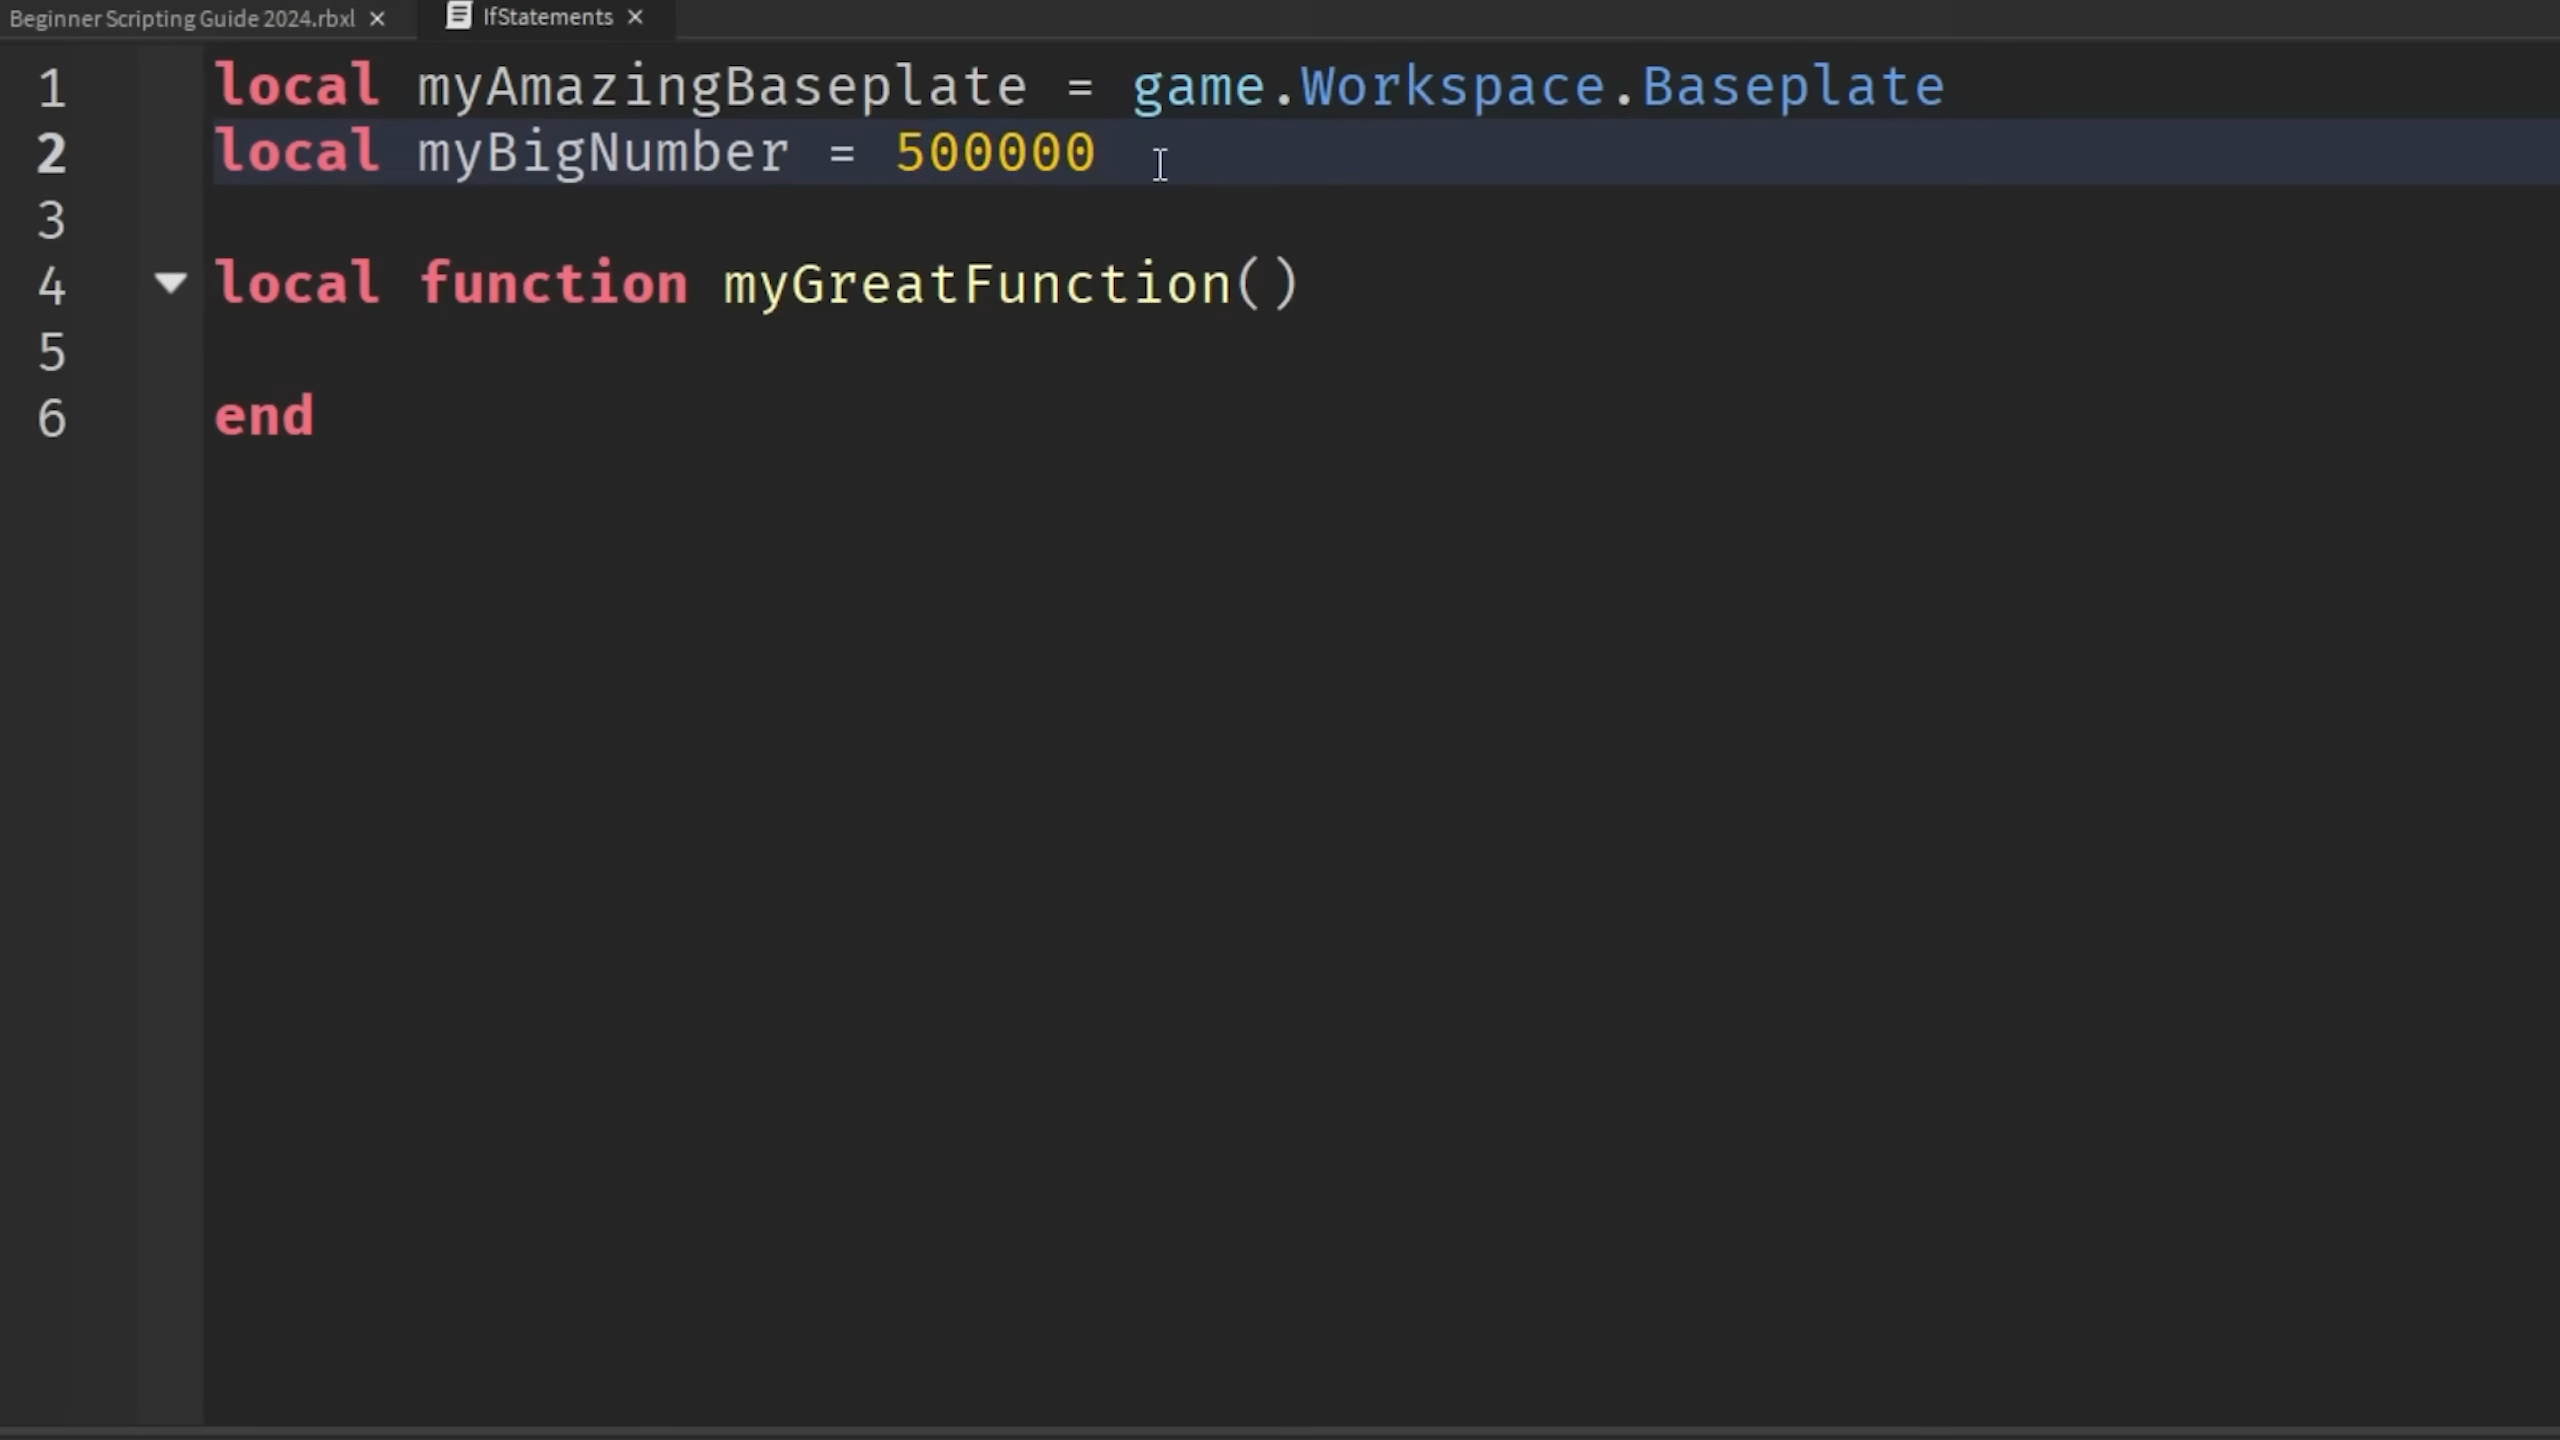 Beginner Scripting Guide 2024.rbxl × IfStatements ×
1 local myAmazingBaseplate = game.Workspace.Baseplate
2 local myBigNumber = 500000
3
4 local function myGreatFunction()
5
6 end